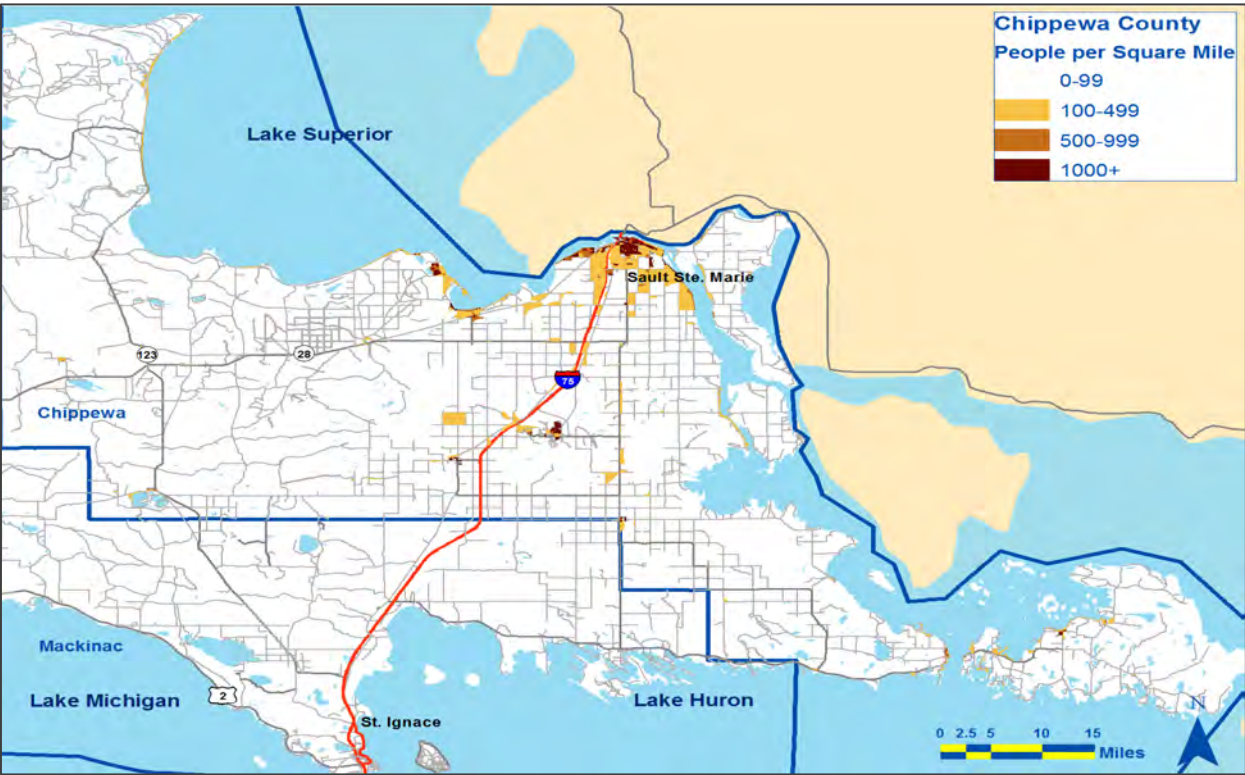 Chippewa County
People per Square Mile
0-99
100-499
500-999
1000+
Lake Superior
Sault Ste. Marie
123
28
75
Chippewa
Mackinac
Lake Michigan
2
St. Ignace
Lake Huron
N
0 2.5 5 10 15
Miles